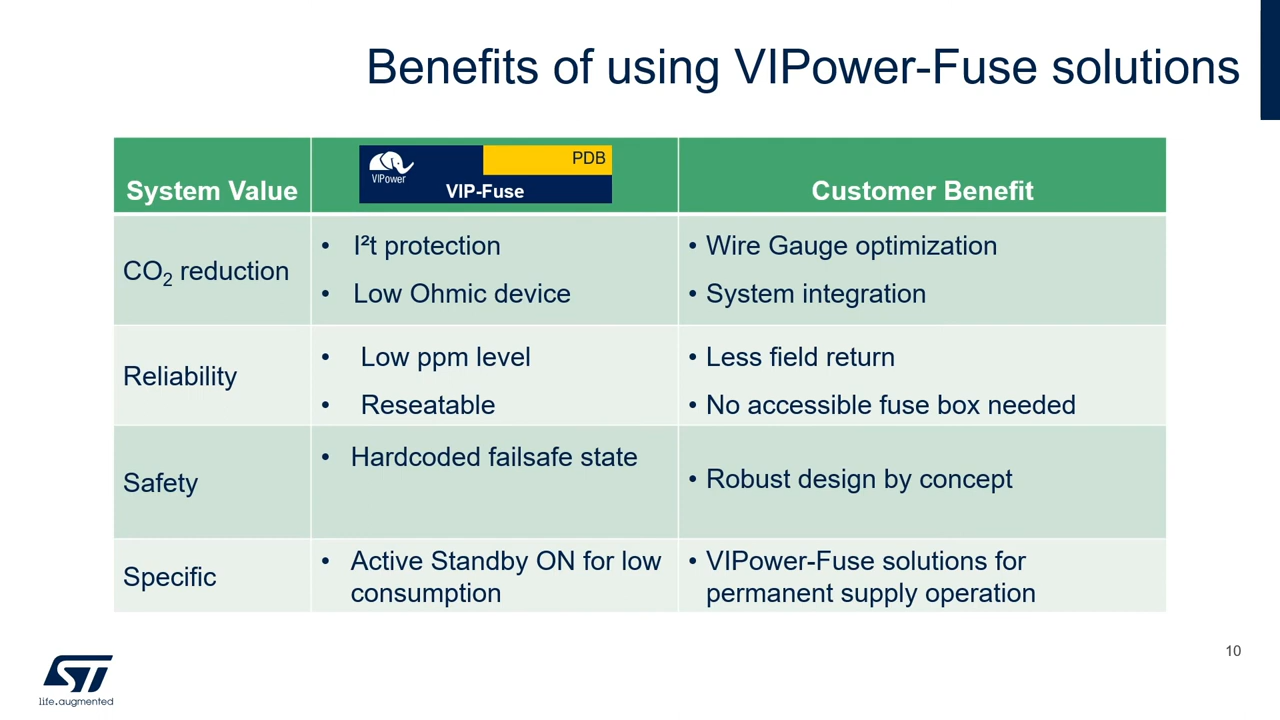 Benefits of using VIPower-Fuse solutions
System Value
VIPower
PDB
VIP-Fuse
Customer Benefit
CO₂ reduction
• I²t protection
• Low Ohmic device
• Wire Gauge optimization
• System integration
Reliability
• Low ppm level
• Reseatable
• Less field return
• No accessible fuse box needed
Safety
• Hardcoded failsafe state
• Robust design by concept
Specific
• Active Standby ON for low
consumption
• VIPower-Fuse solutions for
permanent supply operation
10
ST
life.augmented